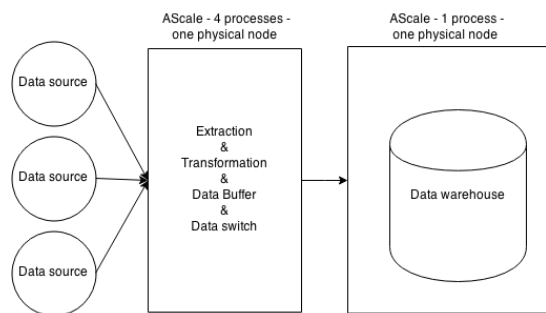 AScale - 4 processes -
one physical node
AScale - 1 process -
one physical node
Data source
Data source
Data source
Extraction
&
Transformation
&
Data Buffer
&
Data switch
Data warehouse